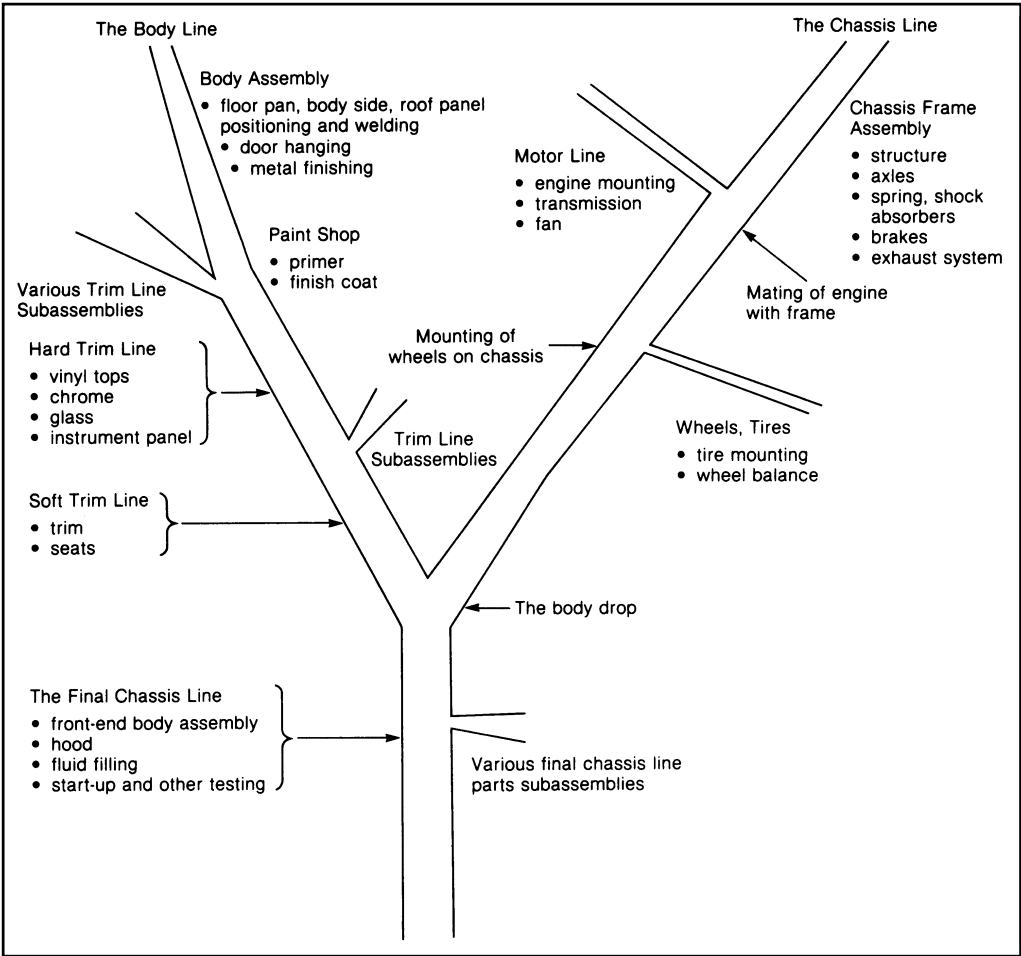 The Body Line
Body Assembly
• floor pan, body side, roof panel
positioning and welding
• door hanging
• metal finishing
Paint Shop
• primer
• finish coat
Various Trim Line
Subassemblies
Hard Trim Line
• vinyl tops
• chrome
• glass
• instrument panel
Trim Line
Subassemblies
Soft Trim Line
• trim
• seats
The Chassis Line
Chassis Frame
Assembly
• structure
• axles
• spring, shock
absorbers
• brakes
• exhaust system
Motor Line
• engine mounting
• transmission
• fan
Mating of engine
with frame
Mounting of
wheels on chassis
Wheels, Tires
• tire mounting
• wheel balance
The body drop
The Final Chassis Line
• front-end body assembly
• hood
• fluid filling
• start-up and other testing
Various final chassis line
parts subassemblies